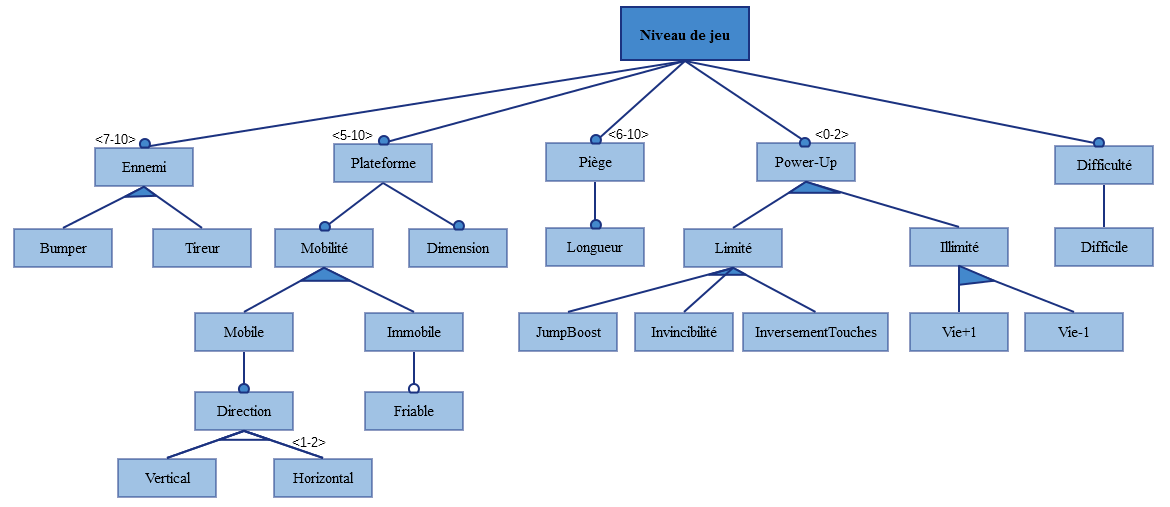 Niveau de jeu
<7-10>
<5-10>
<6-10>
<0-2>
Ennemi
Plateforme
Piège
Power-Up
Difficulté
Bumper
Tireur
Mobilité
Dimension
Longueur
Limité
Illimité
Difficile
Mobile
Immobile
JumpBoost
Invincibilité
InversementTouches
Vie+1
Vie-1
Direction
Friable
<1-2>
Vertical
Horizontal